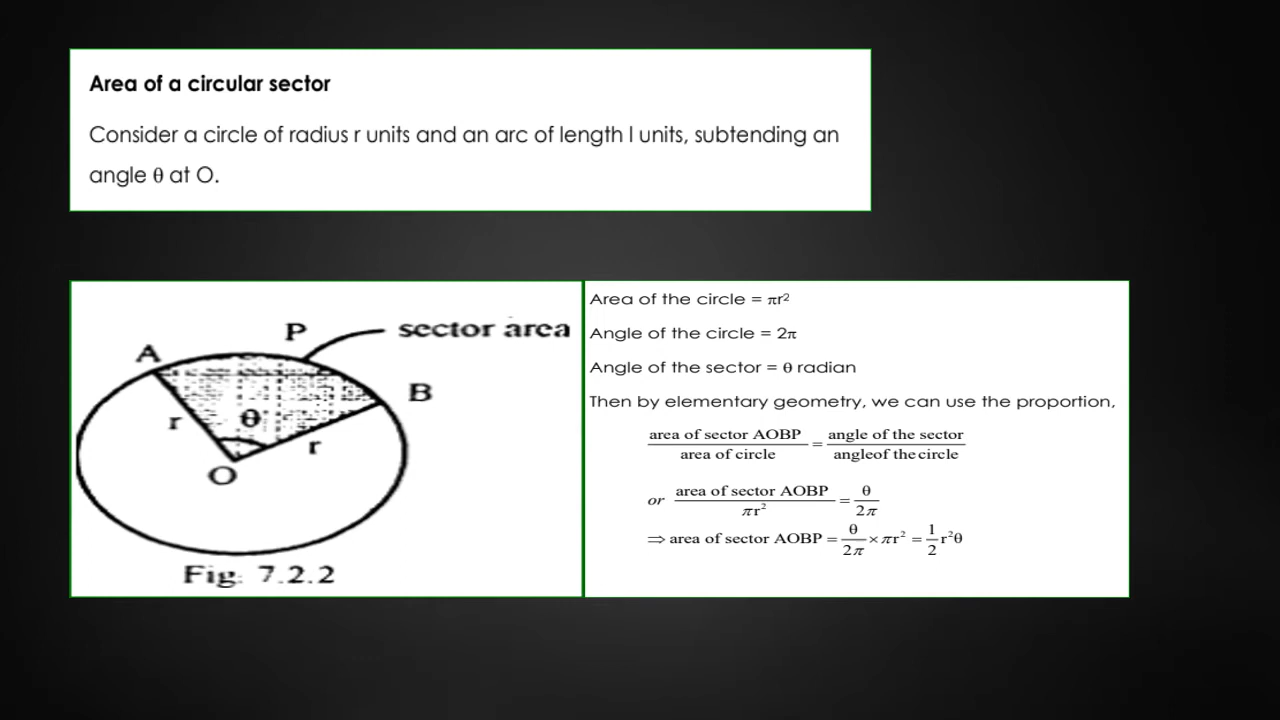 Area of a circular sector
Consider a circle of radius r units and an arc of length l units, subtending an
angle θ at O.
P
sector area
A
B
θ
r
r
O
Fig. 7.2.2
Area of the circle = πr²
Angle of the circle = 2π
Angle of the sector = θ radian
Then by elementary geometry, we can use the proportion,
area of sector AOBP / area of circle = angle of the sector / angleof the circle
or area of sector AOBP / πr² = θ / 2π
⇒ area of sector AOBP = θ / 2π × πr² = 1 / 2 r²θ